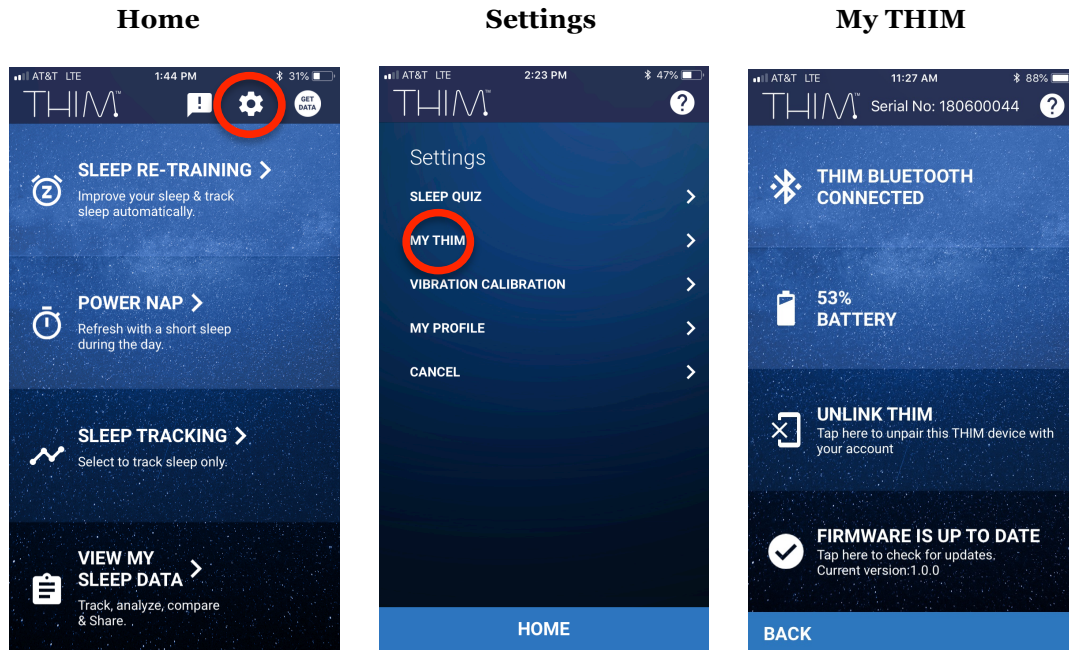 Home
Settings
My THIM
AT&T LTE 1:44 PM 31%
THIM™
GET
DATA
SLEEP RE-TRAINING
Improve your sleep & track
sleep automatically.
POWER NAP
Refresh with a short sleep
during the day.
SLEEP TRACKING
Select to track sleep only.
VIEW MY
SLEEP DATA
Track, analyze, compare
& Share.
AT&T LTE 2:23 PM 47%
THIM™
?
Settings
SLEEP QUIZ
MY THIM
VIBRATION CALIBRATION
MY PROFILE
CANCEL
HOME
AT&T LTE 11:27 AM 88%
THIM™ Serial No: 180600044 ?
THIM BLUETOOTH
CONNECTED
53%
BATTERY
UNLINK THIM
Tap here to unpair this THIM device with
your account
FIRMWARE IS UP TO DATE
Tap here to check for updates.
Current version:1.0.0
BACK